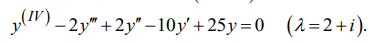 y^{(IV)} − 2y‴ + 2y″ − 10y′ + 25y = 0   (λ = 2 + i).